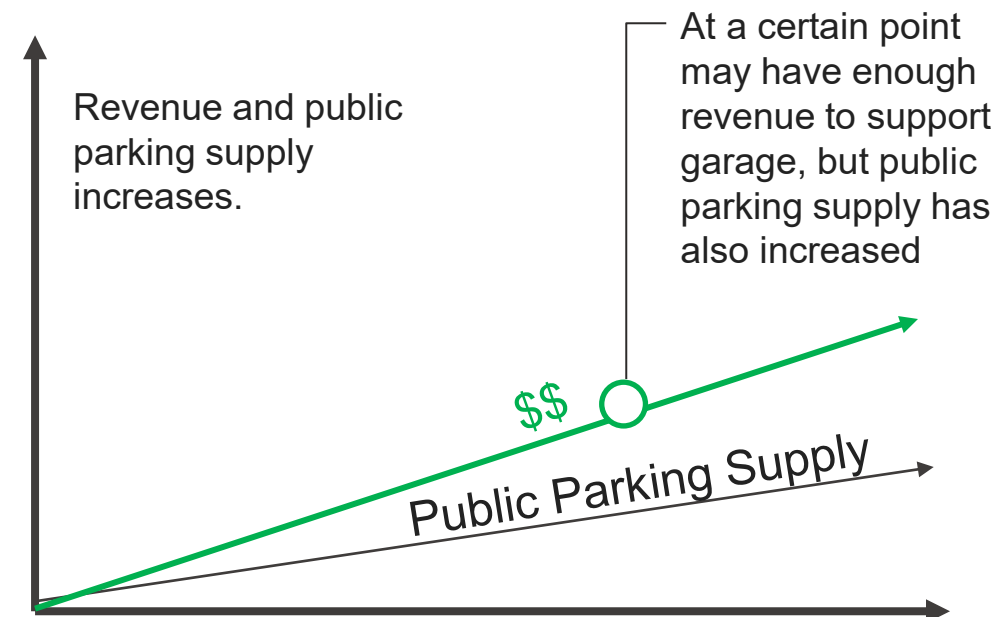 At a certain point
may have enough
revenue to support
garage, but public
parking supply has
also increased
Revenue and public
parking supply
increases.
$$
Public Parking Supply